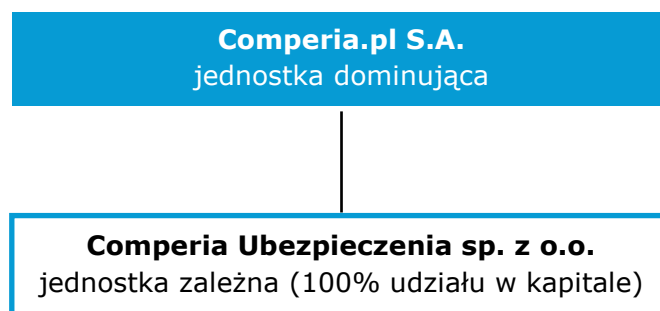 Comperia.pl S.A.
jednostka dominująca
Comperia Ubezpieczenia sp. z o.o.
jednostka zależna (100% udziału w kapitale)